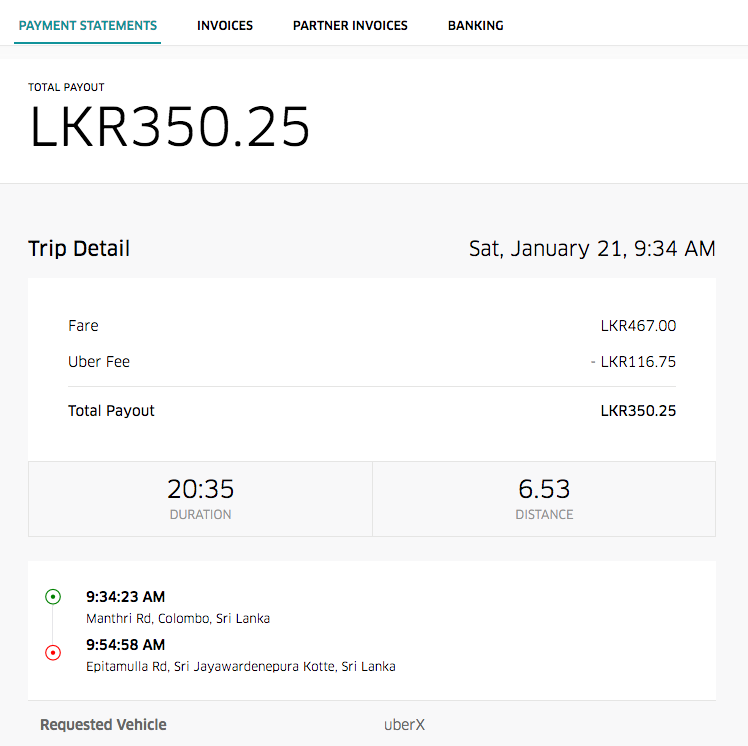 PAYMENT STATEMENTS INVOICES PARTNER INVOICES BANKING
TOTAL PAYOUT
LKR350.25
Trip Detail Sat, January 21, 9:34 AM
Fare LKR467.00
Uber Fee - LKR116.75
Total Payout LKR350.25
20:35 6.53
DURATION DISTANCE
9:34:23 AM
Manthri Rd, Colombo, Sri Lanka
9:54:58 AM
Epitamulla Rd, Sri Jayawardenepura Kotte, Sri Lanka
Requested Vehicle uberX